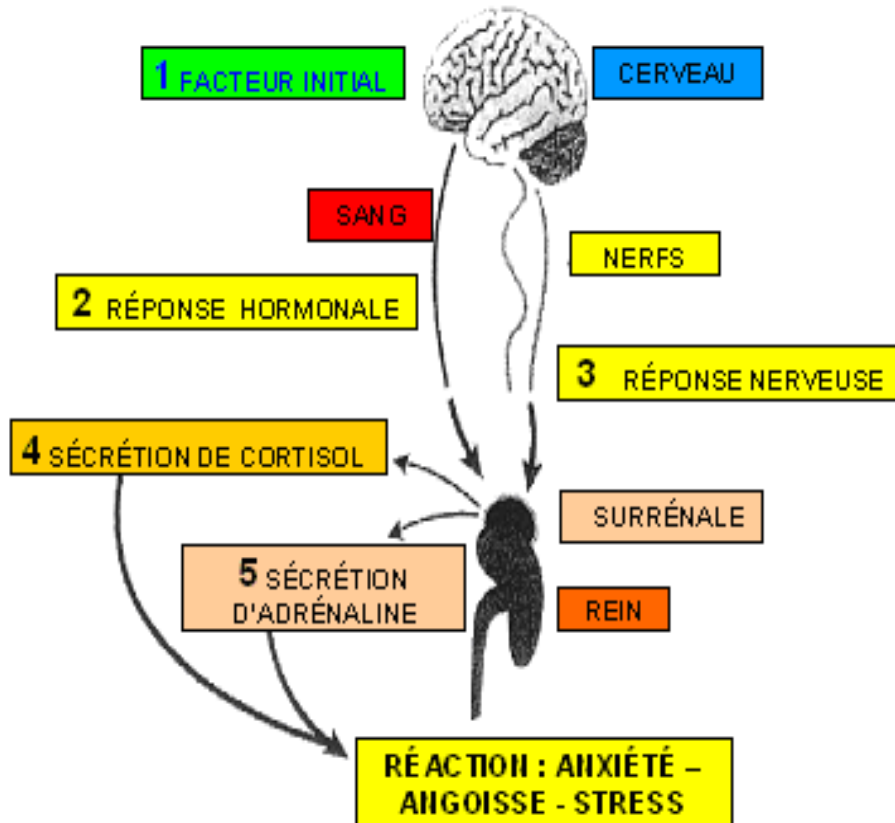 1 FACTEUR INITIAL
CERVEAU
SANG
NERFS
2 RÉPONSE HORMONALE
3 RÉPONSE NERVEUSE
4 SÉCRÉTION DE CORTISOL
SURRÉNALE
5 SÉCRÉTION
D'ADRÉNALINE
REIN
RÉACTION : ANXIÉTÉ –
ANGOISSE - STRESS